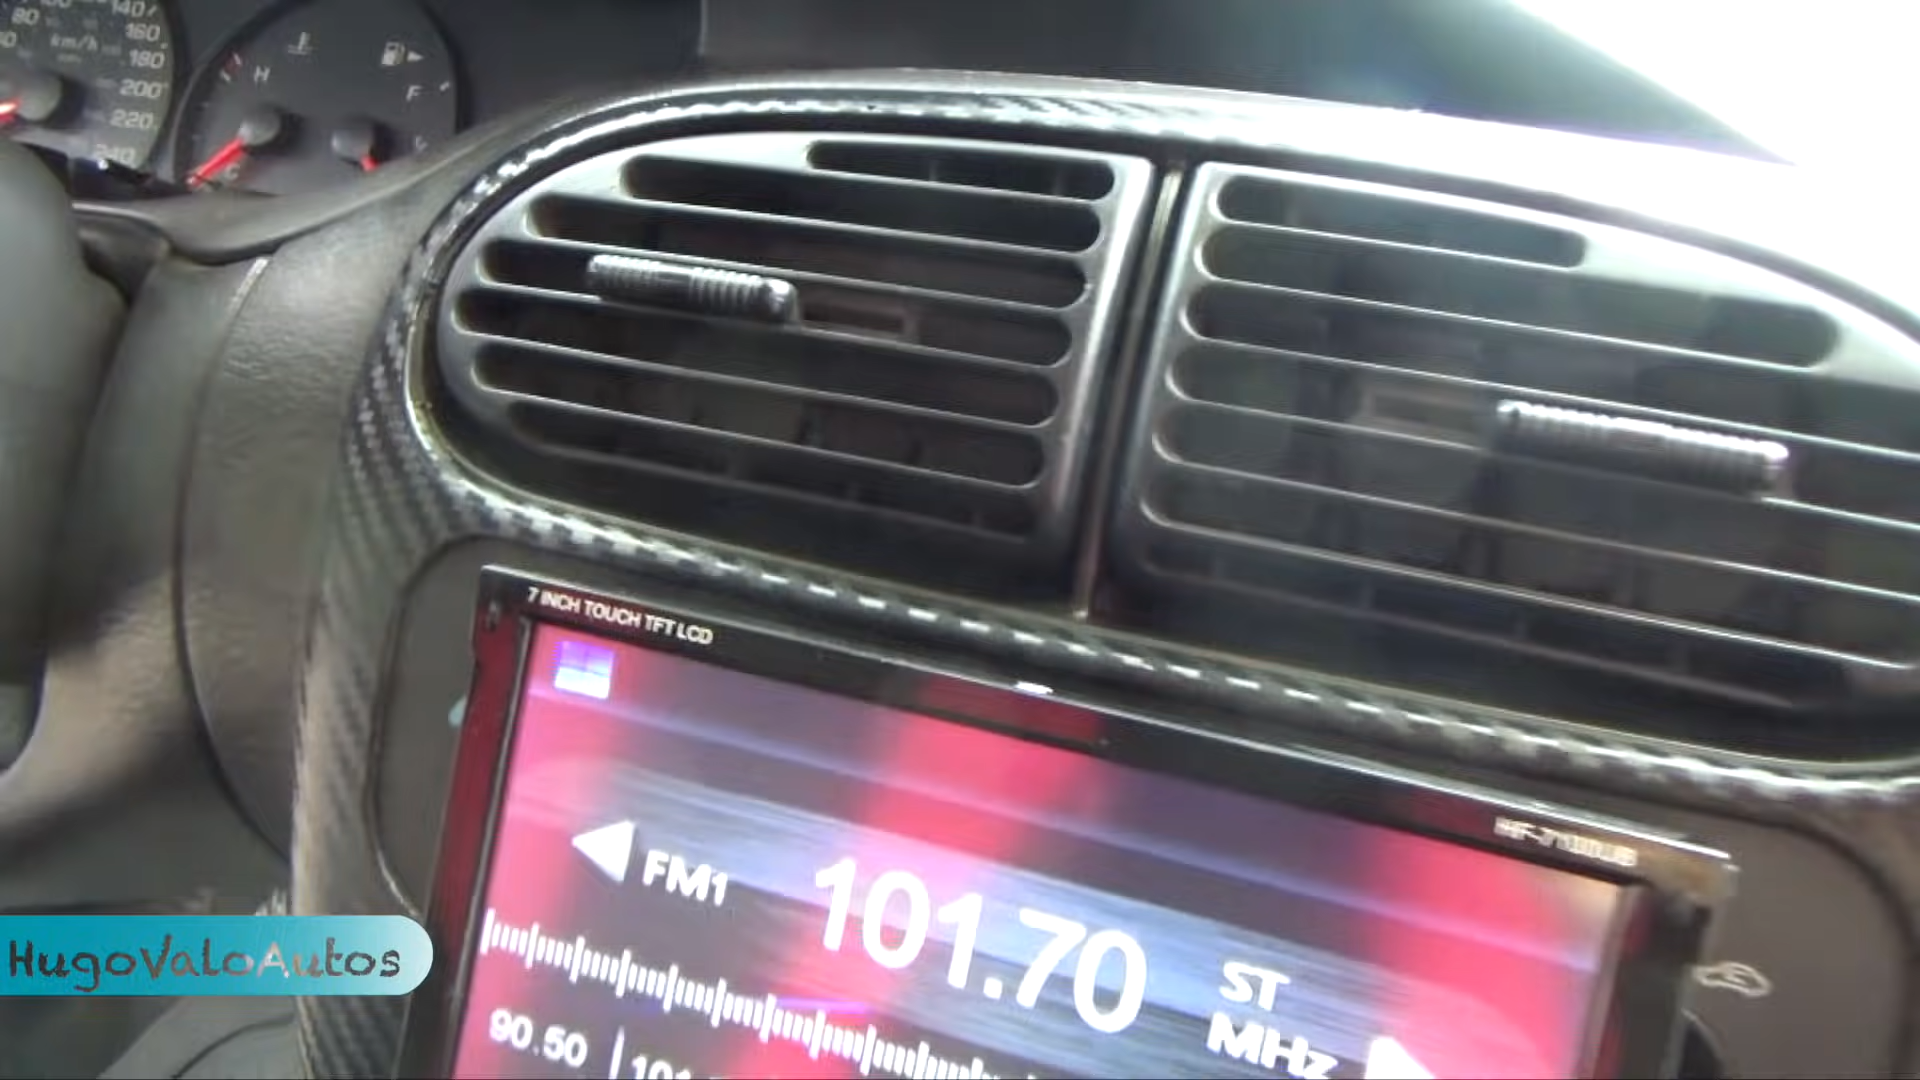 80
140
160
km/h
180
200
220
240
H
F
7 INCH TOUCH TFT LCD
FM1
101.70
ST
MHz
90.50
HugoValoAutos